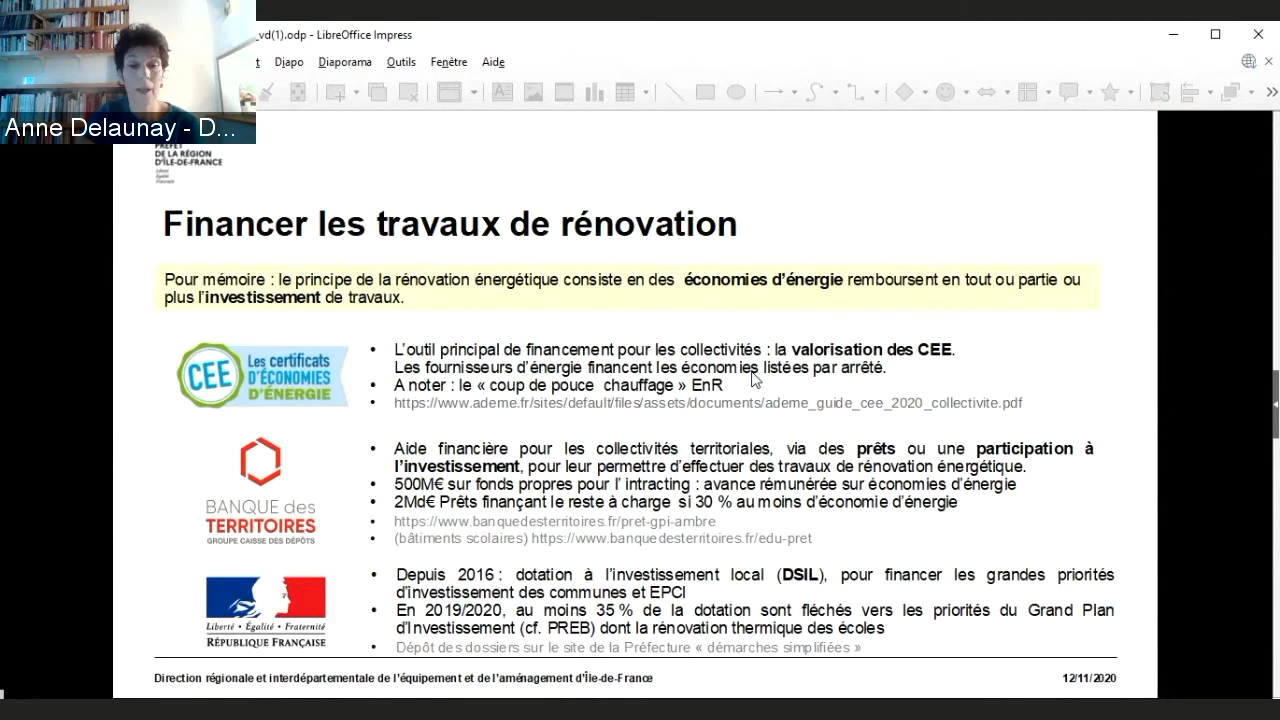 _vd(1).odp - LibreOffice Impress
t Djapo Diaporama Outils Fenêtre Aide
Anne Delaunay - D...
PRÉFET
DE LA RÉGION
D'ÎLE-DE-FRANCE
Liberté
Égalité
Fraternité
Financer les travaux de rénovation
Pour mémoire : le principe de la rénovation énergétique consiste en des économies d'énergie remboursent en tout ou partie ou
plus l'investissement de travaux.
CEE Les certificats
D'ÉCONOMIES
D'ÉNERGIE
• L'outil principal de financement pour les collectivités : la valorisation des CEE.
Les fournisseurs d'énergie financent les économies listées par arrêté.
• A noter : le « coup de pouce chauffage » EnR
• https://www.ademe.fr/sites/default/files/assets/documents/ademe_guide_cee_2020_collectivite.pdf
BANQUE des
TERRITOIRES
GROUPE CAISSE DES DÉPÔTS
• Aide financière pour les collectivités territoriales, via des prêts ou une participation à
l'investissement, pour leur permettre d'effectuer des travaux de rénovation énergétique.
• 500M€ sur fonds propres pour l' intracting : avance rémunérée sur économies d'énergie
• 2Md€ Prêts finançant le reste à charge si 30 % au moins d'économie d'énergie
• https://www.banquedesterritoires.fr/pret-gpi-ambre
• (bâtiments scolaires) https://www.banquedesterritoires.fr/edu-pret
Liberté • Égalité • Fraternité
RÉPUBLIQUE FRANÇAISE
• Depuis 2016 : dotation à l'investissement local (DSIL), pour financer les grandes priorités
d'investissement des communes et EPCI
• En 2019/2020, au moins 35 % de la dotation sont fléchés vers les priorités du Grand Plan
d'Investissement (cf. PREB) dont la rénovation thermique des écoles
• Dépôt des dossiers sur le site de la Préfecture « démarches simplifiées »
Direction régionale et interdépartementale de l'équipement et de l'aménagement d'Île-de-France
12/11/2020